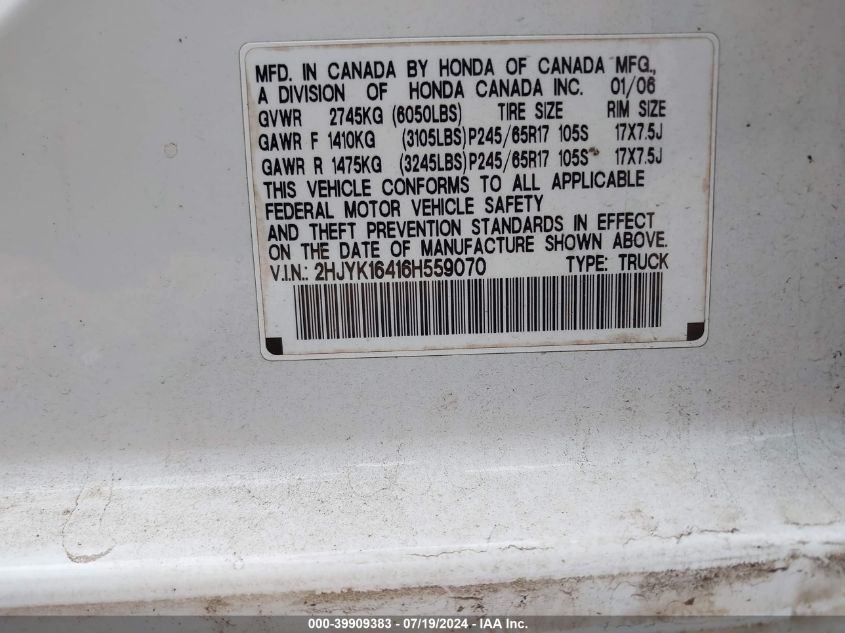 MFD. IN CANADA BY HONDA OF CANADA MFG.,
A DIVISION OF HONDA CANADA INC. 01/06
GVWR 2745KG (6050LBS) TIRE SIZE RIM SIZE
GAWR F 1410KG (3105LBS) P245/65R17 105S 17X7.5J
GAWR R 1475KG (3245LBS) P245/65R17 105S 17X7.5J
THIS VEHICLE CONFORMS TO ALL APPLICABLE
FEDERAL MOTOR VEHICLE SAFETY
AND THEFT PREVENTION STANDARDS IN EFFECT
ON THE DATE OF MANUFACTURE SHOWN ABOVE.
V.I.N.: 2HJYK16416H559070 TYPE: TRUCK
000-39909383 - 07/19/2024 - IAA Inc.